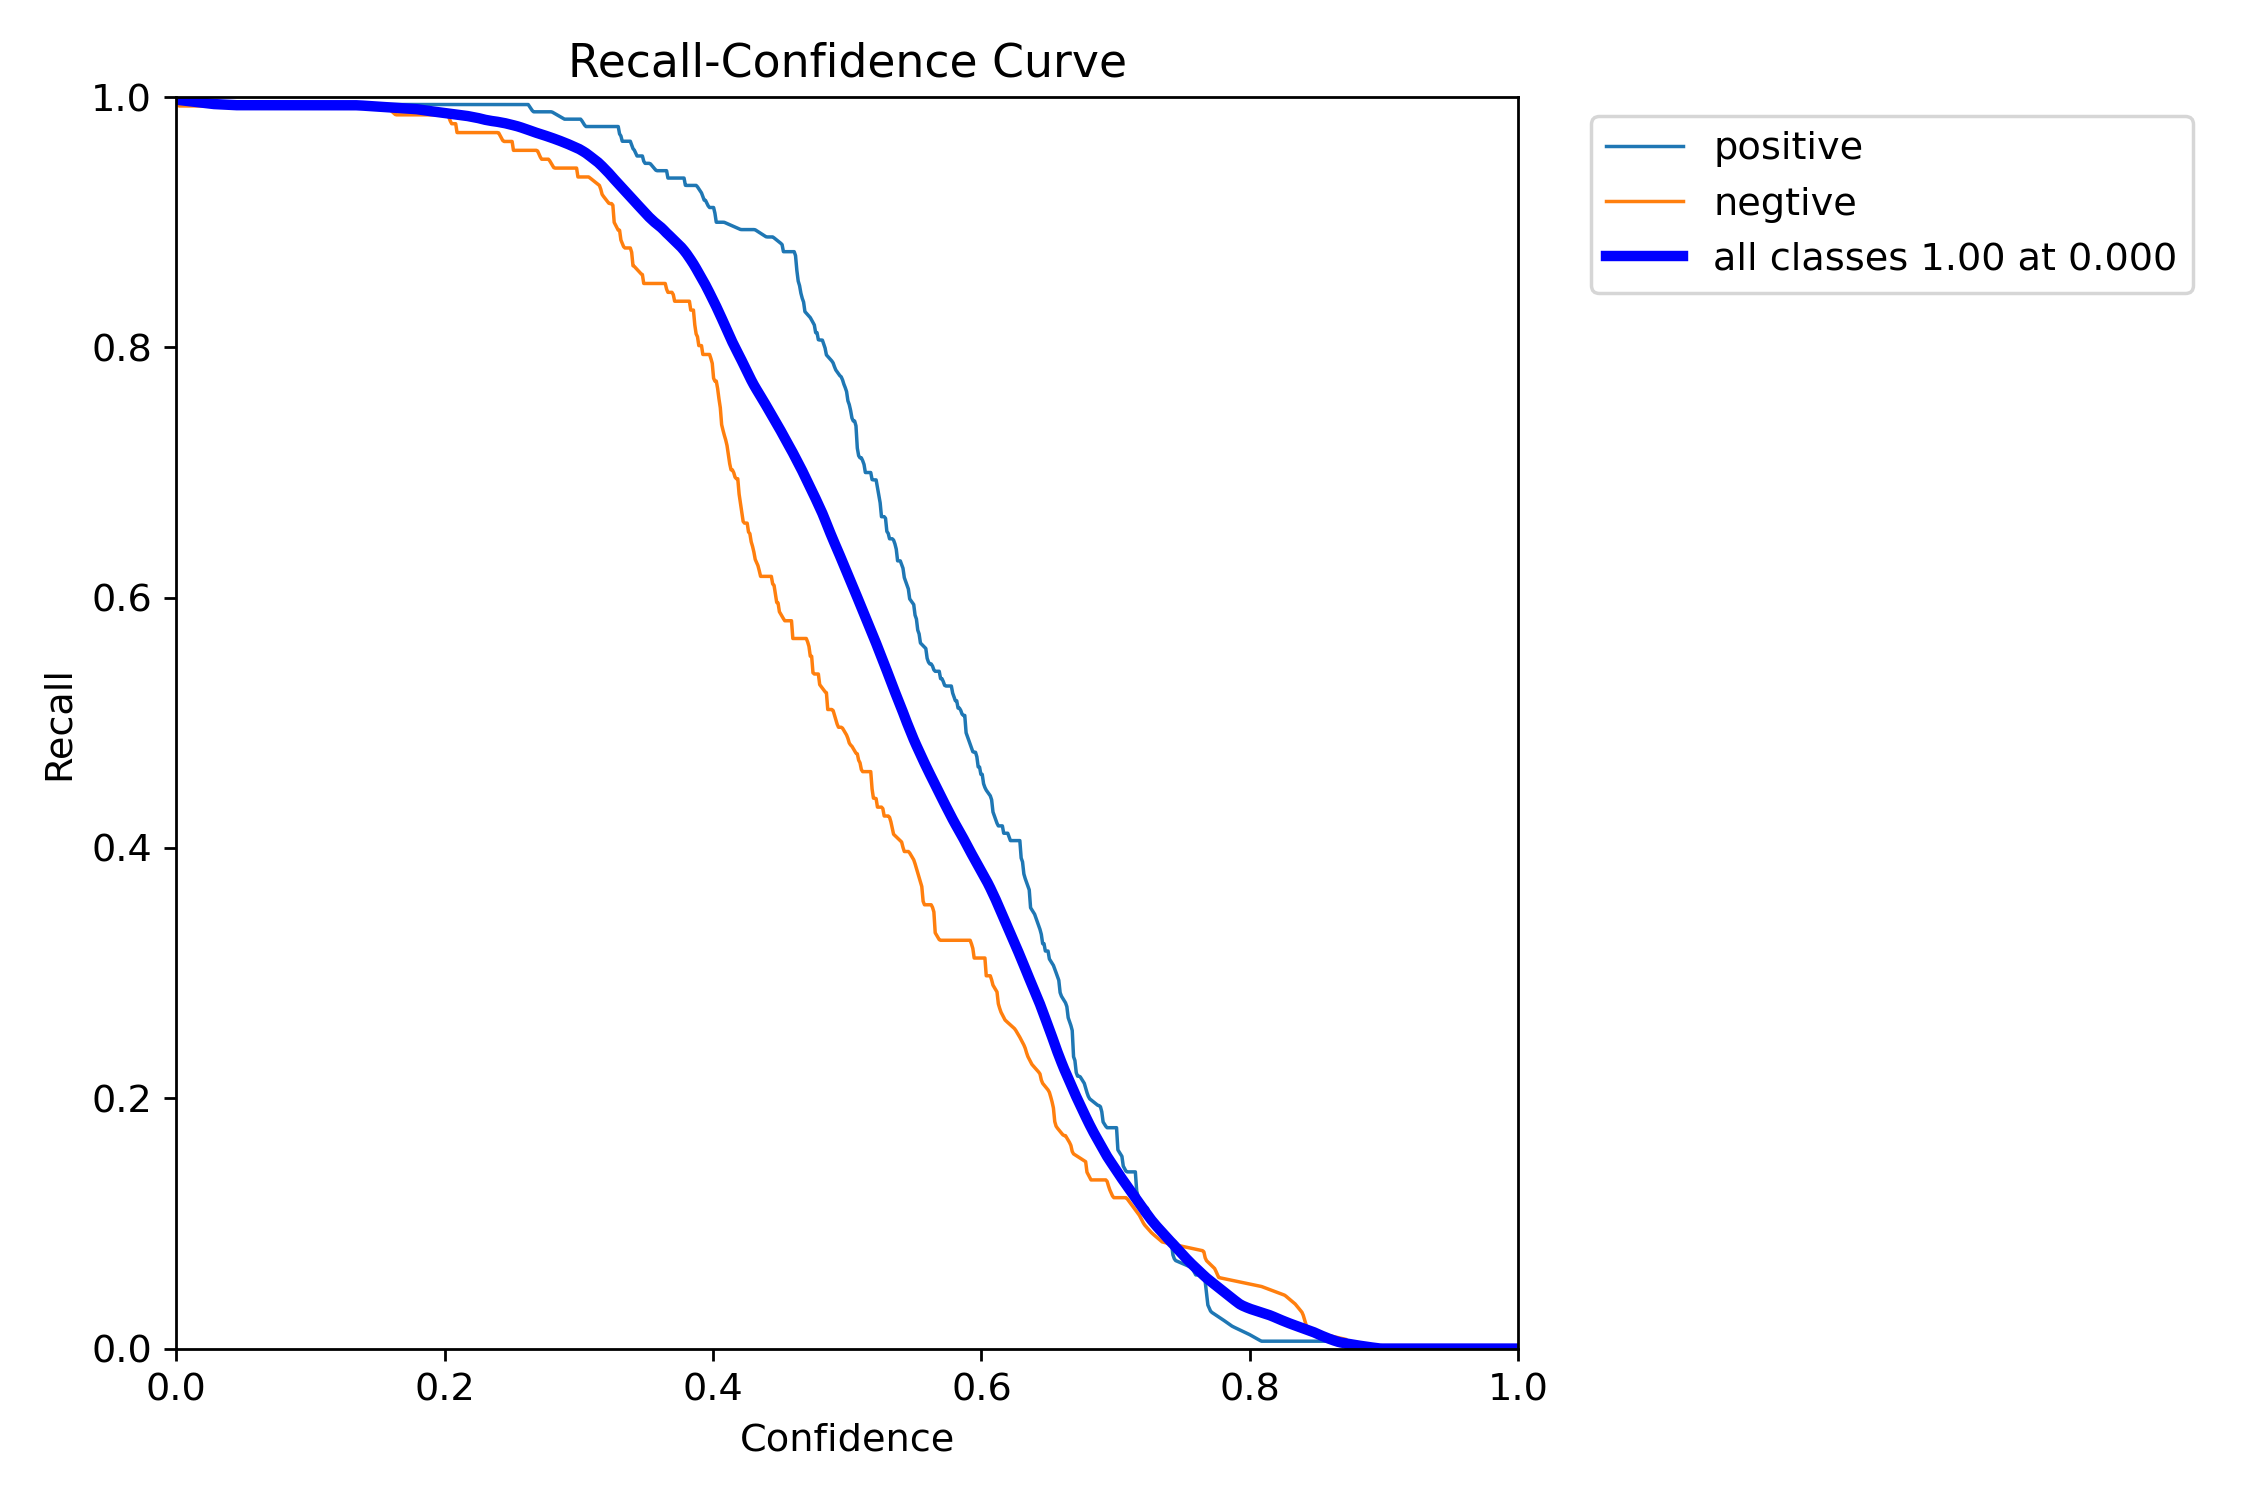 Recall-Confidence Curve
1.0
0.8
0.6
0.4
0.2
0.0
Recall
0.0 0.2 0.4 0.6 0.8 1.0
Confidence
positive
negtive
all classes 1.00 at 0.000